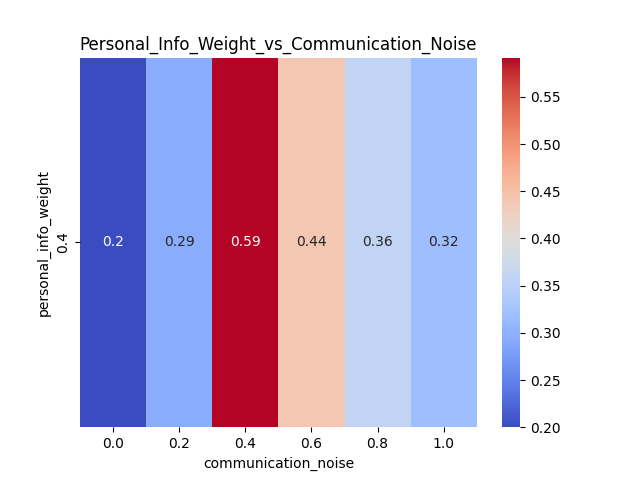 Personal_Info_Weight_vs_Communication_Noise
personal_info_weight
0.4
0.2 0.29 0.59 0.44 0.36 0.32
0.0 0.2 0.4 0.6 0.8 1.0
communication_noise
0.55
0.50
0.45
0.40
0.35
0.30
0.25
0.20